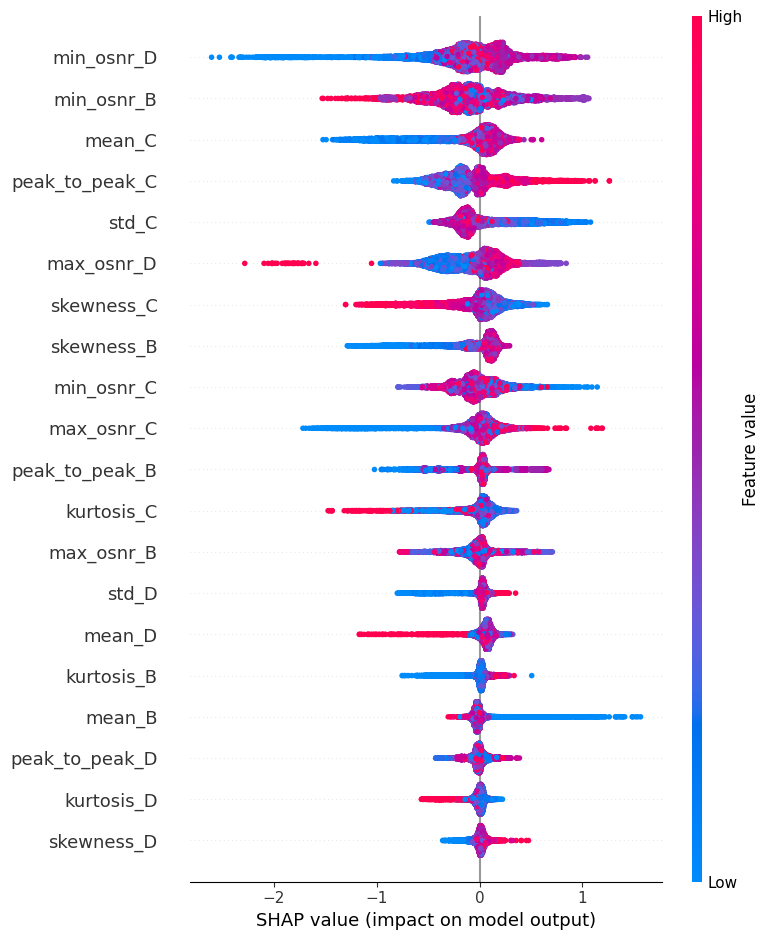 High
min_osnr_D
min_osnr_B
mean_C
peak_to_peak_C
std_C
max_osnr_D
skewness_C
skewness_B
min_osnr_C
max_osnr_C
peak_to_peak_B
kurtosis_C
max_osnr_B
std_D
mean_D
kurtosis_B
mean_B
peak_to_peak_D
kurtosis_D
skewness_D
Feature value
Low
−2 −1 0 1
SHAP value (impact on model output)